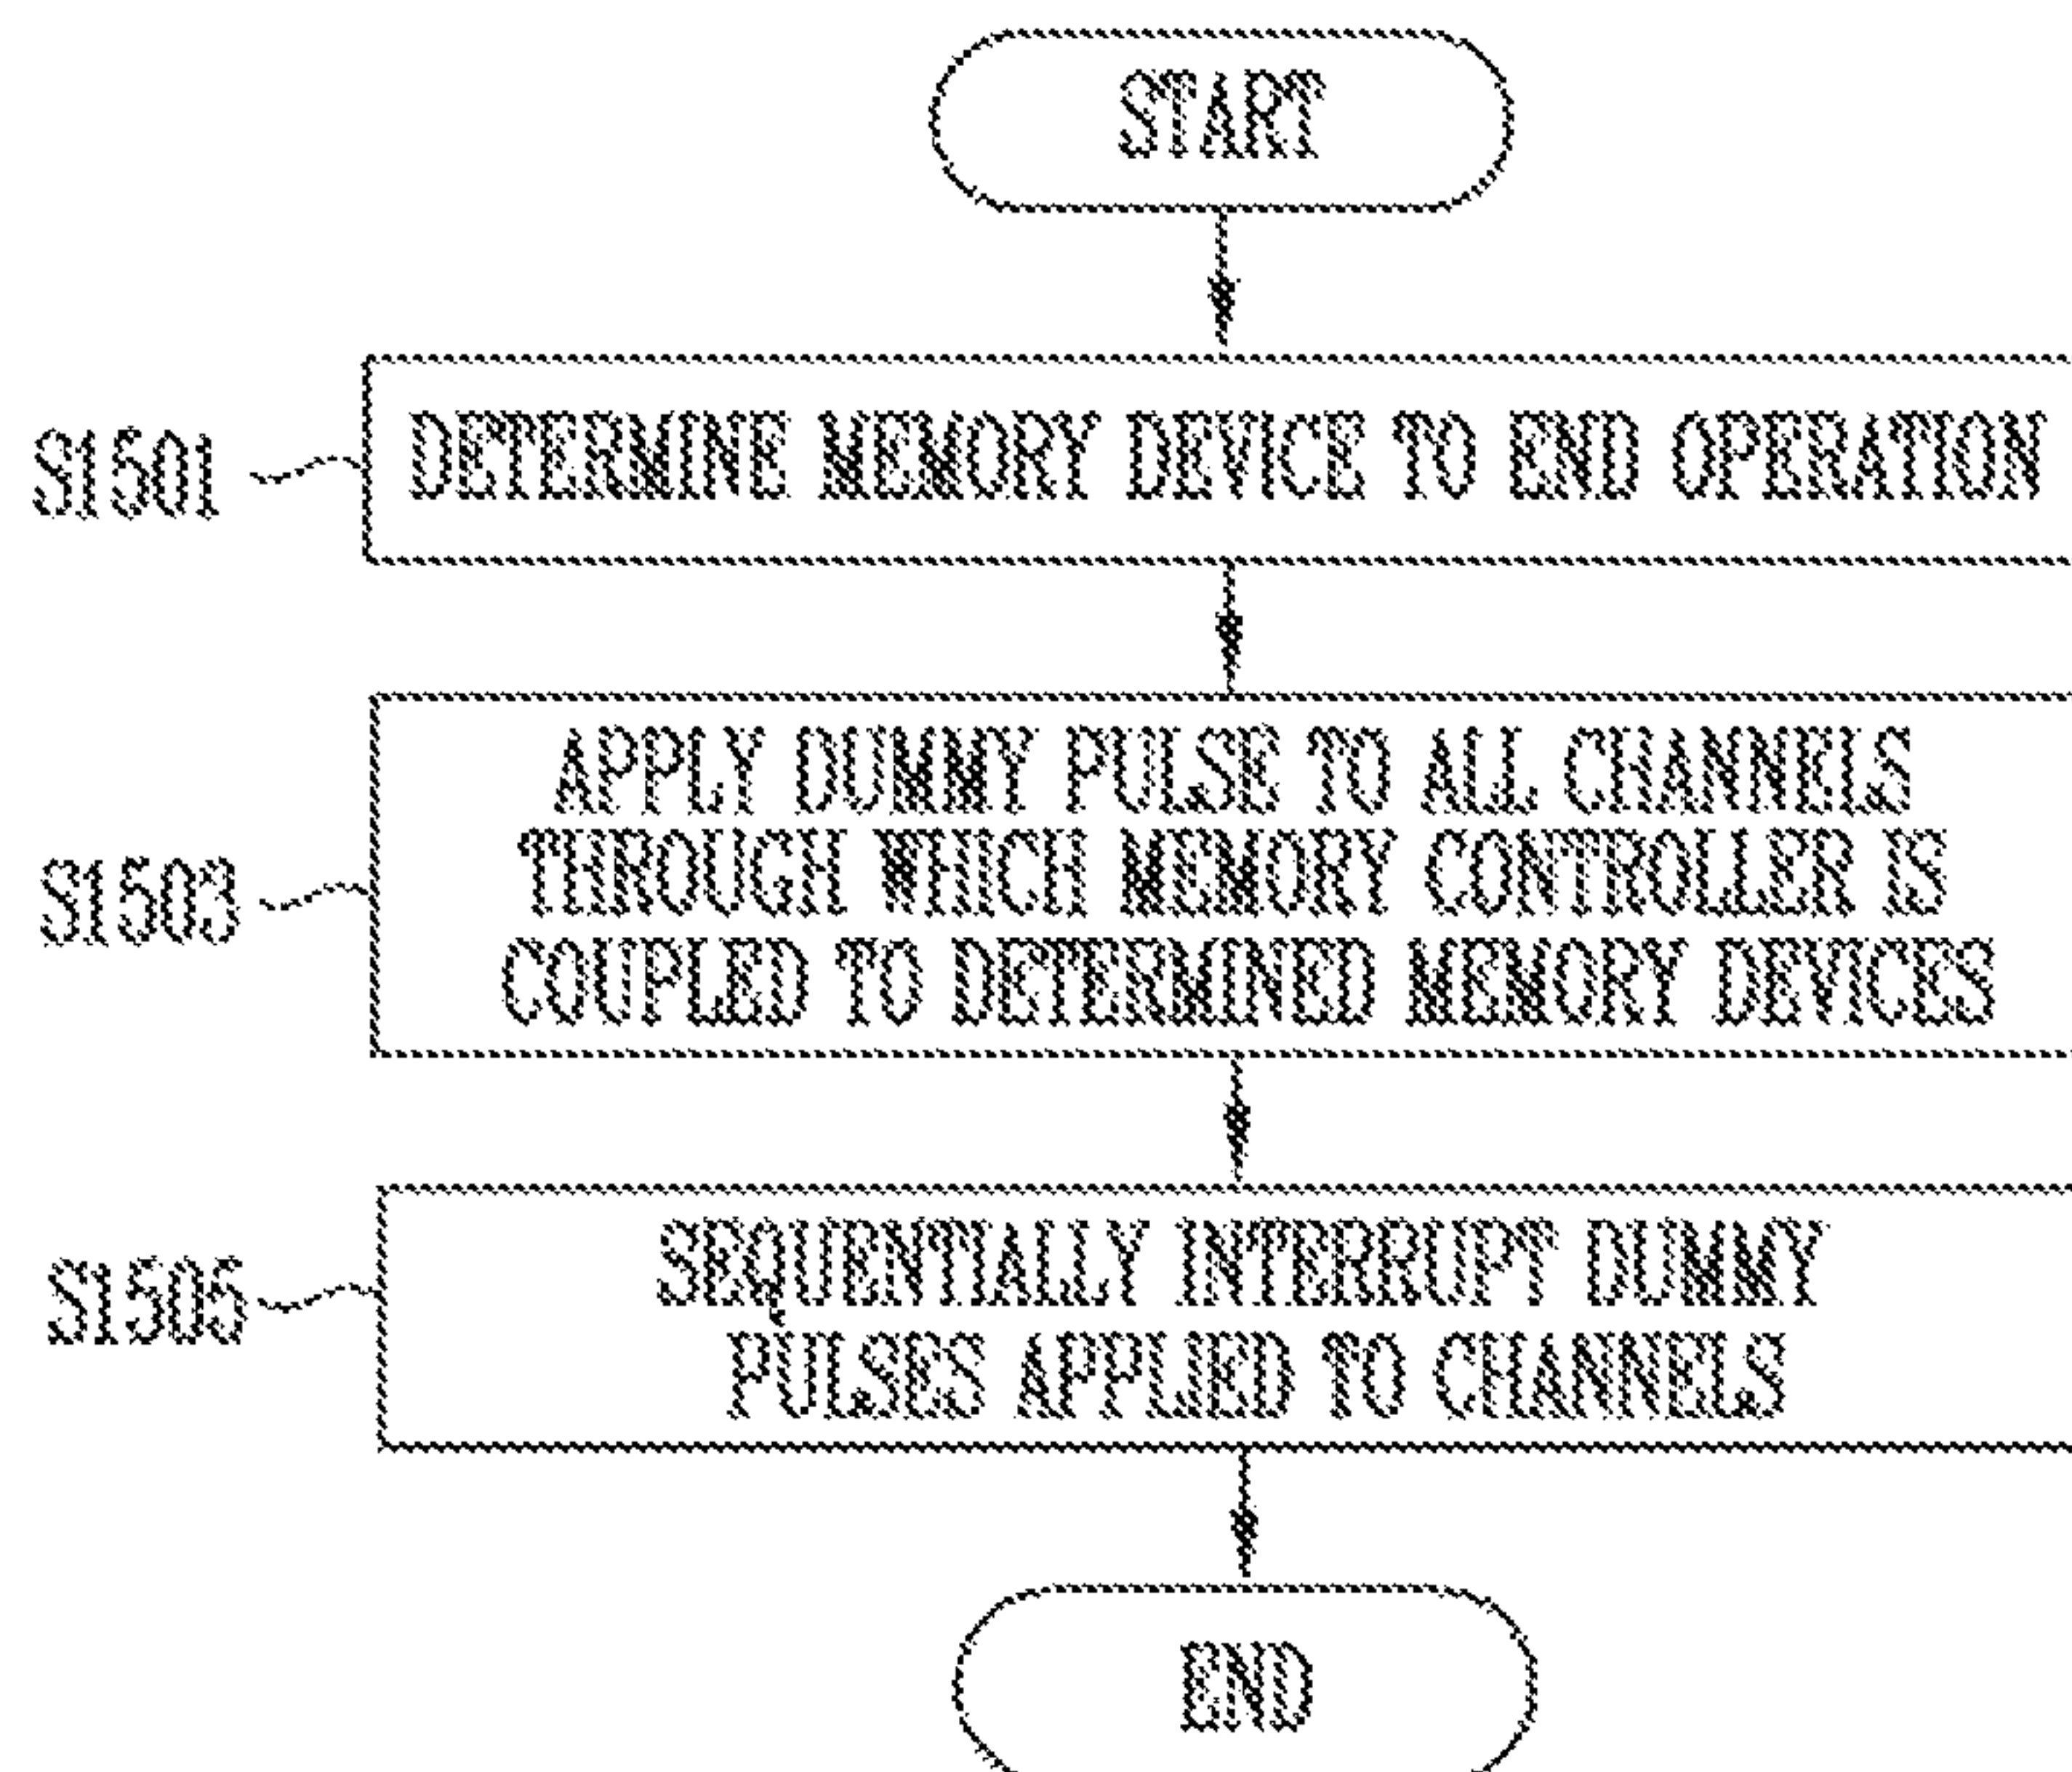 START
S1501
DETERMINE MEMORY DEVICE TO END OPERATION
S1503
APPLY DUMMY PULSE TO ALL CHANNELS
THROUGH WHICH MEMORY CONTROLLER IS
COUPLED TO DETERMINED MEMORY DEVICES
S1505
SEQUENTIALLY INTERRUPT DUMMY
PULSES APPLIED TO CHANNELS
END